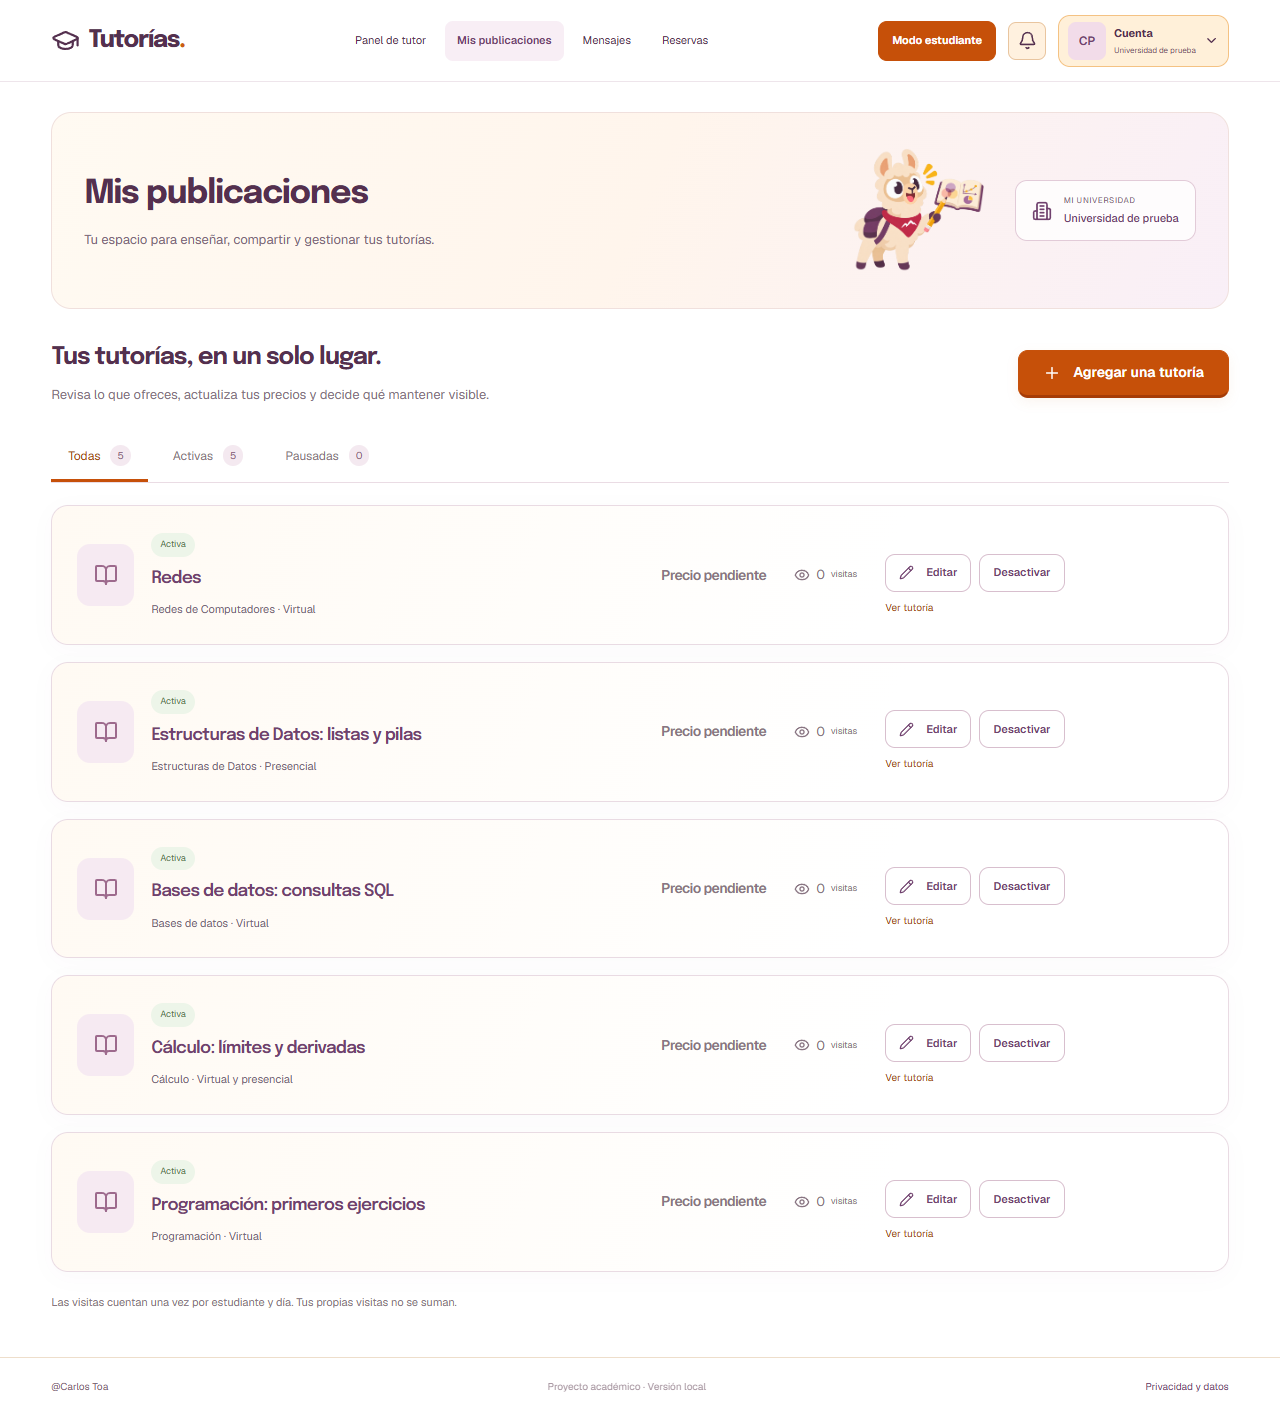 Tutorías.
Panel de tutor
Mis publicaciones
Mensajes
Reservas
Modo estudiante
CP
Cuenta
Universidad de prueba
Mis publicaciones
Tu espacio para enseñar, compartir y gestionar tus tutorías.
MI UNIVERSIDAD
Universidad de prueba
Tus tutorías, en un solo lugar.
Revisa lo que ofreces, actualiza tus precios y decide qué mantener visible.
Agregar una tutoría
Todas 5
Activas 5
Pausadas 0
Activa
Redes
Redes de Computadores · Virtual
Precio pendiente
0 visitas
Editar
Desactivar
Ver tutoría
Activa
Estructuras de Datos: listas y pilas
Estructuras de Datos · Presencial
Precio pendiente
0 visitas
Editar
Desactivar
Ver tutoría
Activa
Bases de datos: consultas SQL
Bases de datos · Virtual
Precio pendiente
0 visitas
Editar
Desactivar
Ver tutoría
Activa
Cálculo: límites y derivadas
Cálculo · Virtual y presencial
Precio pendiente
0 visitas
Editar
Desactivar
Ver tutoría
Activa
Programación: primeros ejercicios
Programación · Virtual
Precio pendiente
0 visitas
Editar
Desactivar
Ver tutoría
Las visitas cuentan una vez por estudiante y día. Tus propias visitas no se suman.
@Carlos Toa
Proyecto académico · Versión local
Privacidad y datos